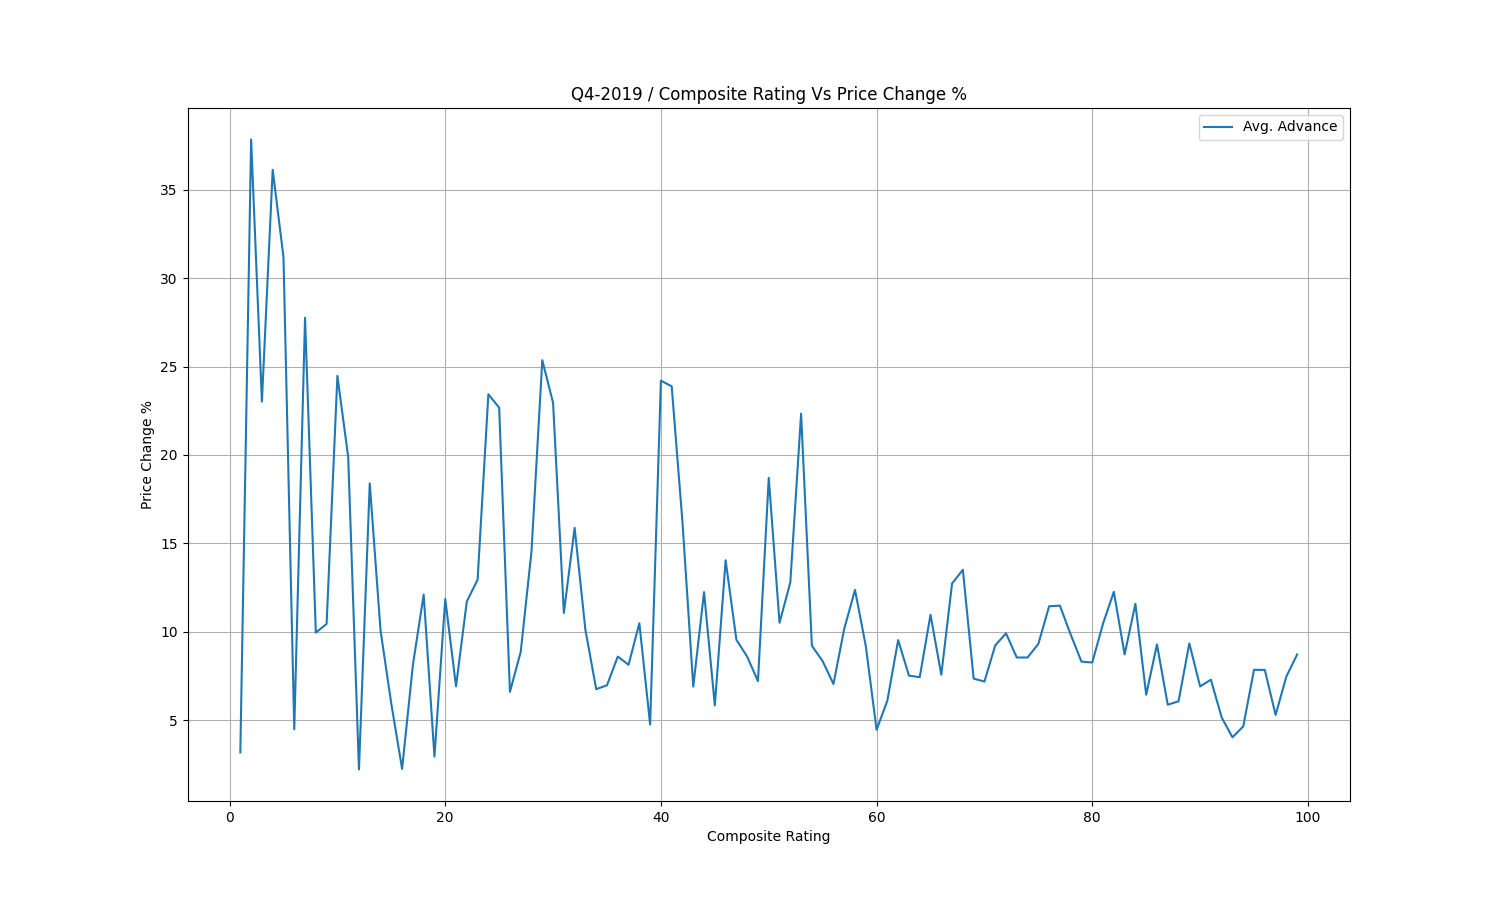 Q4-2019 / Composite Rating Vs Price Change %
Avg. Advance
Price Change %
35
30
25
20
15
10
5
0 20 40 60 80 100
Composite Rating